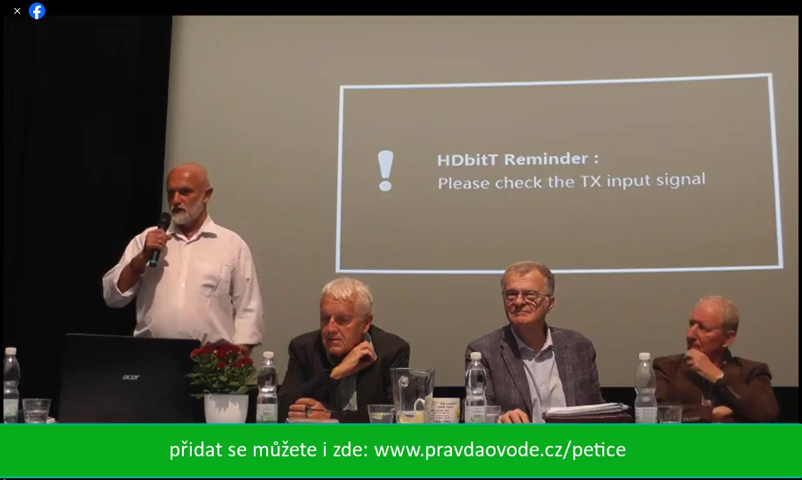 HDbitT Reminder :
Please check the TX input signal
acer
přidat se můžete i zde: www.pravdaovode.cz/petice